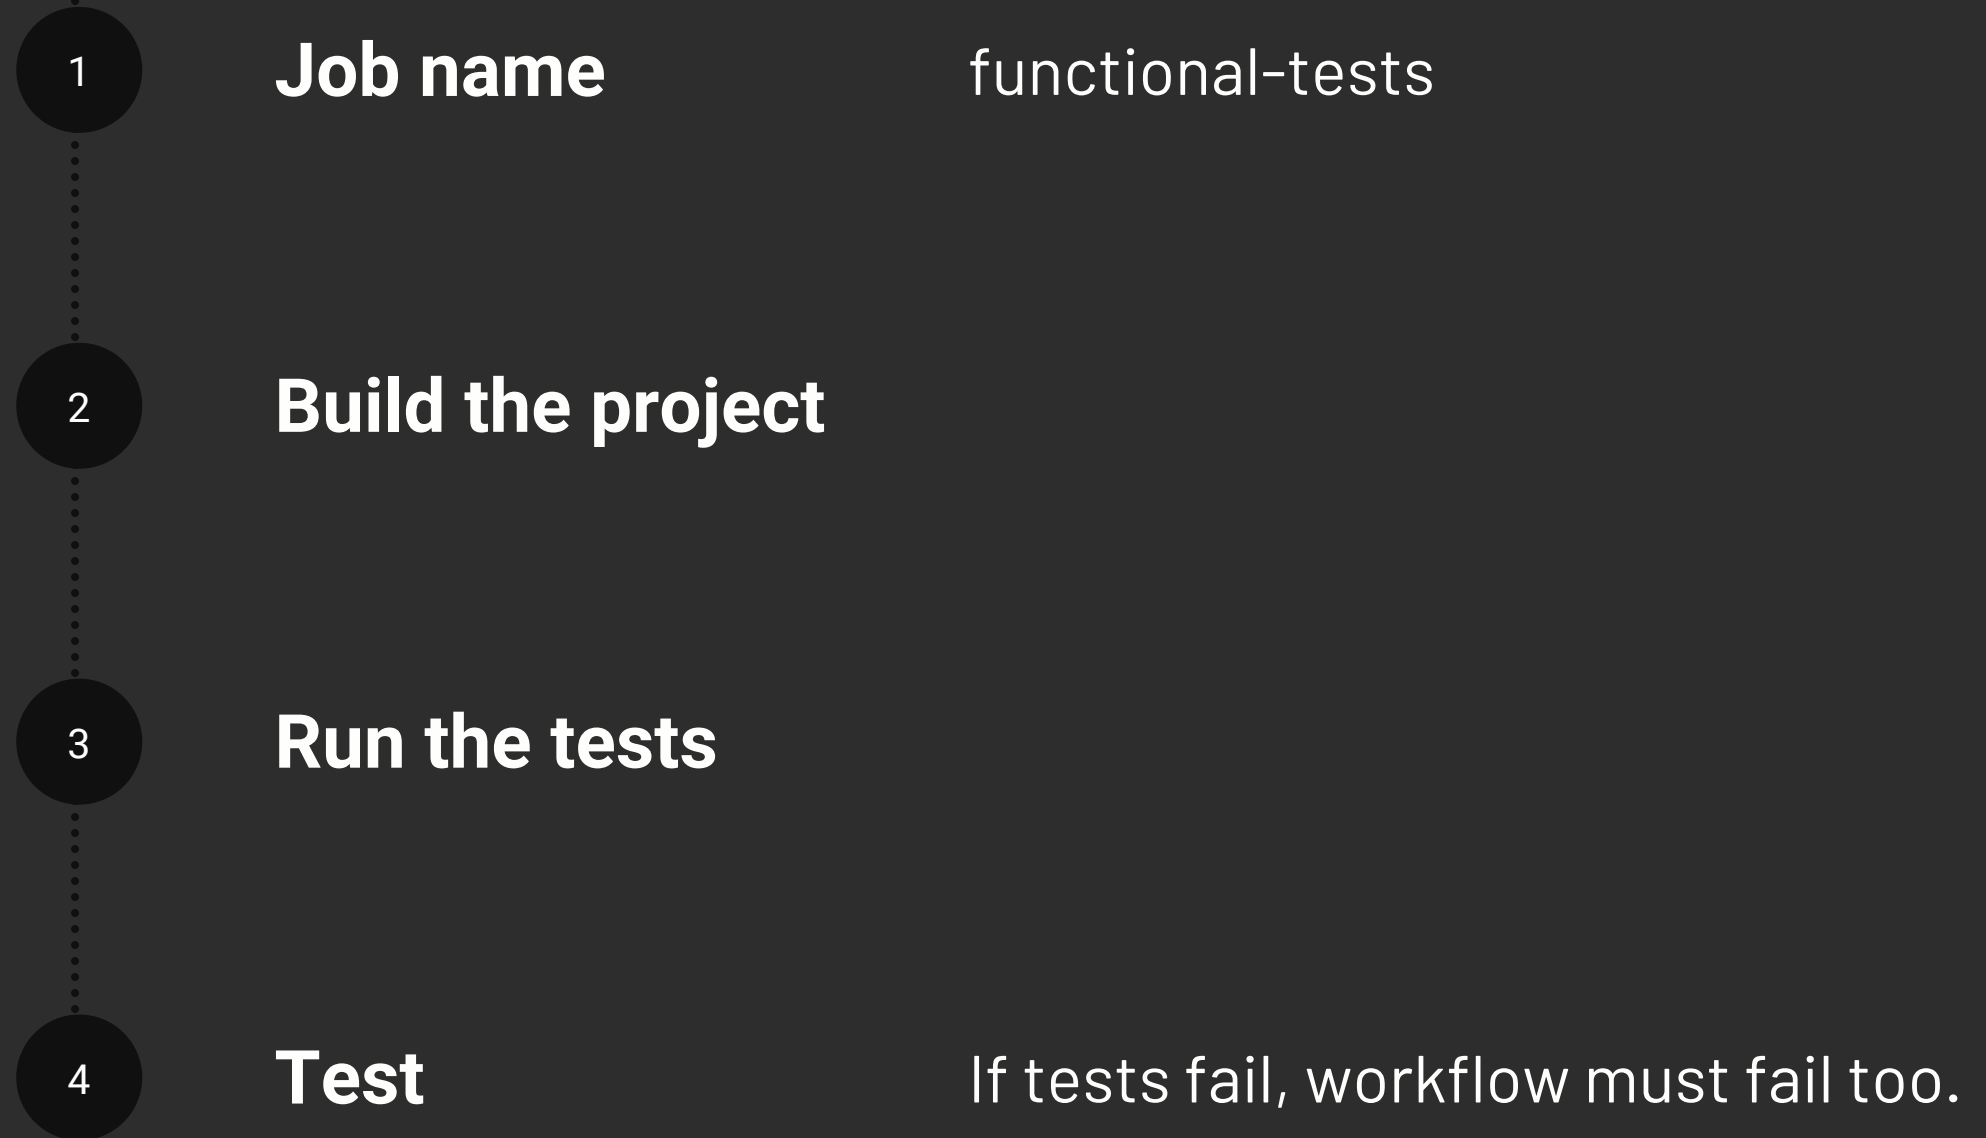 1 Job name functional-tests
2 Build the project
3 Run the tests
4 Test If tests fail, workflow must fail too.